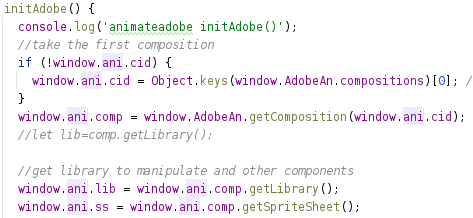 initAdobe() {
console.log('animateadobe initAdobe()');
//take the first composition
if (!window.ani.cid) {
window.ani.cid = Object.keys(window.AdobeAn.compositions)[0]; /
}
window.ani.comp = window.AdobeAn.getComposition(window.ani.cid);
//let lib=comp.getLibrary();
//get library to manipulate and other components
window.ani.lib = window.ani.comp.getLibrary();
window.ani.ss = window.ani.comp.getSpriteSheet();